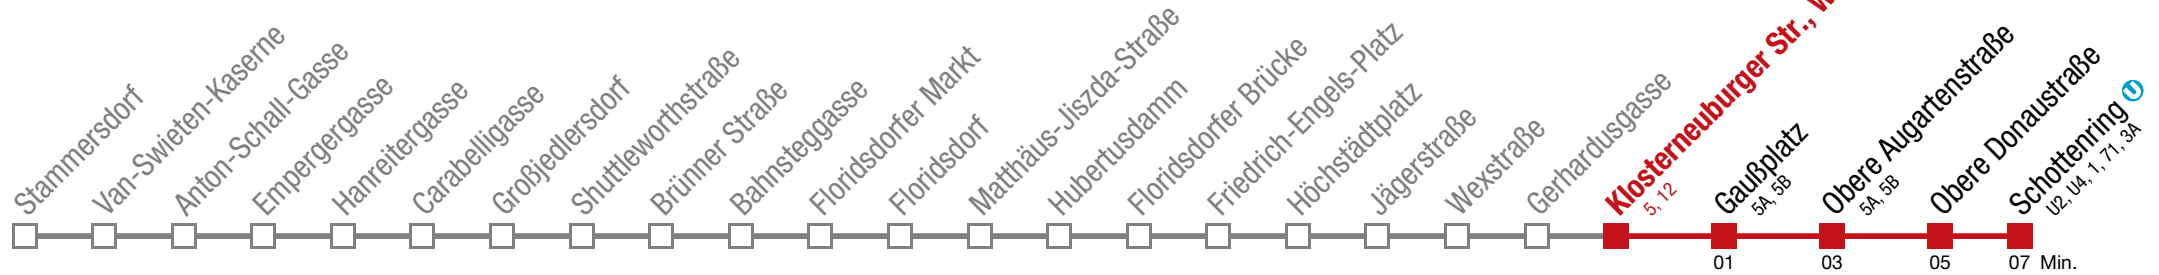 Stammersdorf
Van-Swieten-Kaserne
Anton-Schall-Gasse
Empergergasse
Hanreitergasse
Carabelligasse
Großjedlersdorf
Shuttleworthstraße
Brünner Straße
Bahnsteggasse
Floridsdorfer Markt
Floridsdorf
Matthäus-Jiszda-Straße
Hubertusdamm
Floridsdorfer Brücke
Friedrich-Engels-Platz
Höchstädtplatz
Jägerstraße
Wexstraße
Gerhardusgasse
Klosterneuburger Str.,
5, 12
Gaußplatz
5A, 5B
Obere Augartenstraße
5A, 5B
Obere Donaustraße
Schottenring U
U2, U4, 1, 71, 3A
01 03 05 07 Min.